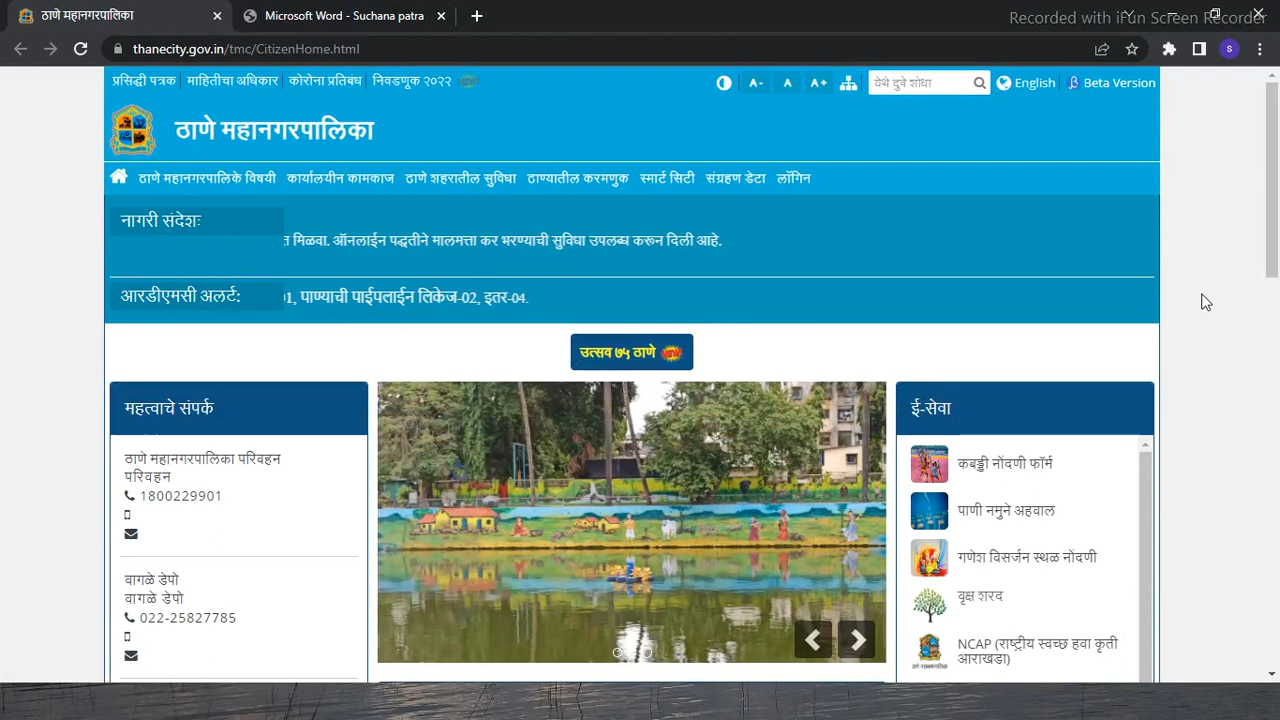 ठाणे महानगरपालिका
Microsoft Word - Suchana patra
Recorded with iFun Screen Recorder
thanecity.gov.in/tmc/CitizenHome.html
S
प्रसिद्धी पत्रक माहितीचा अधिकार कोरोना प्रतिबंध निवडणूक २०२२
A- A A+ येथे दुवे शोधा English Beta Version
ठाणे महानगरपालिका
ठाणे महानगरपालिके विषयी कार्यालयीन कामकाज ठाणे शहरातील सुविधा ठाण्यातील करमणुक स्मार्ट सिटी संग्रहण डेटा लॉगिन
नागरी संदेशः
त मिळवा. ऑनलाईन पद्धतीने मालमत्ता कर भरण्याची सुविधा उपलब्ध करून दिली आहे.
आरडीएमसी अलर्ट: 01, पाण्याची पाईपलाईन लिकेज-02, इतर-04.
उत्सव ७५ ठाणे NEW
महत्वाचे संपर्क
ठाणे महानगरपालिका परिवहन
परिवहन
1800229901
वागळे डेपो
वागळे डेपो
022-25827785
ई-सेवा
कबड्डी नोंदणी फॉर्म
पाणी नमुने अहवाल
गणेश विसर्जन स्थळ नोंदणी
वृक्ष शरद
NCAP (राष्ट्रीय स्वच्छ हवा कृती
आराखडा)